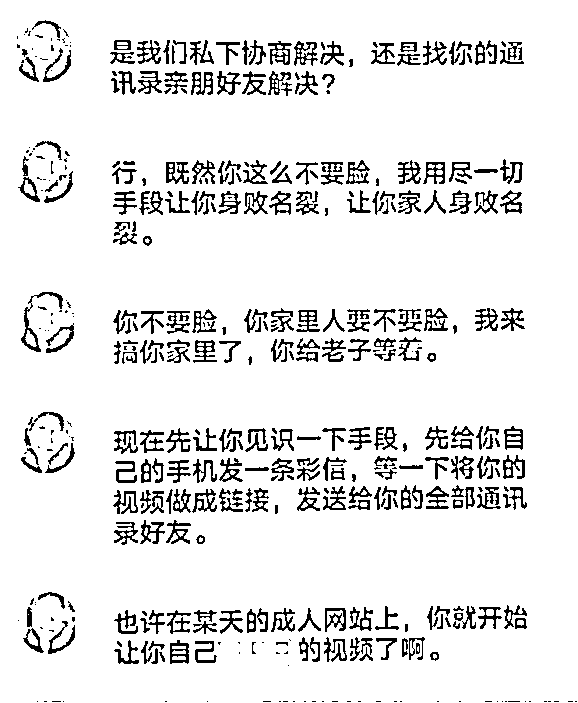 是我们私下协商解决，还是找你的通
讯录亲朋好友解决？
行，既然你这么不要脸，我用尽一切
手段让你身败名裂，让你家人身败名
裂。
你不要脸，你家里人要不要脸，我来
搞你家里了，你给老子等着。
现在先让你见识一下手段，先给你自
己的手机发一条彩信，等一下将你的
视频做成链接，发送给你的全部通讯
录好友。
也许在某天的成人网站上，你就开始
让你自己的视频了啊。